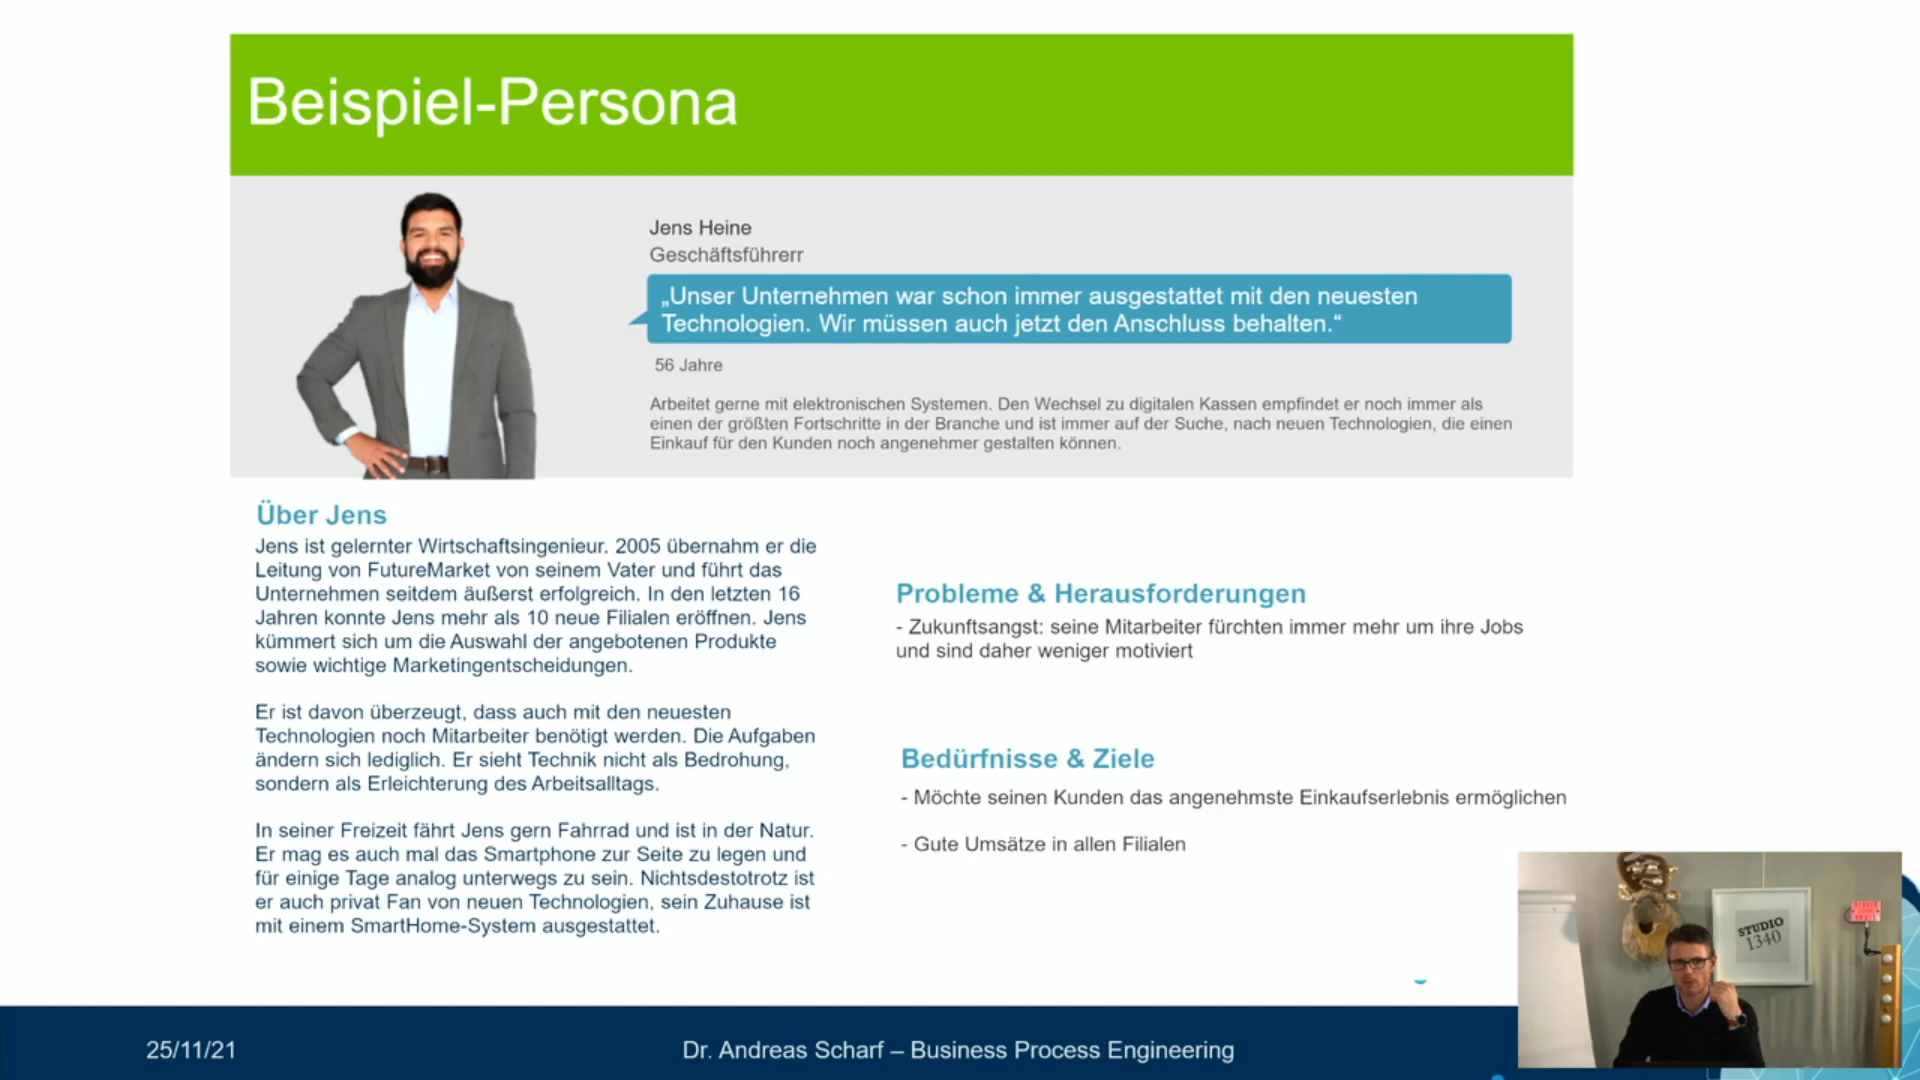 Beispiel-Persona
Jens Heine
Geschäftsführerr
„Unser Unternehmen war schon immer ausgestattet mit den neuesten
Technologien. Wir müssen auch jetzt den Anschluss behalten.“
56 Jahre
Arbeitet gerne mit elektronischen Systemen. Den Wechsel zu digitalen Kassen empfindet er noch immer als
einen der größten Fortschritte in der Branche und ist immer auf der Suche, nach neuen Technologien, die einen
Einkauf für den Kunden noch angenehmer gestalten können.
Über Jens
Jens ist gelernter Wirtschaftsingenieur. 2005 übernahm er die
Leitung von FutureMarket von seinem Vater und führt das
Unternehmen seitdem äußerst erfolgreich. In den letzten 16
Jahren konnte Jens mehr als 10 neue Filialen eröffnen. Jens
kümmert sich um die Auswahl der angebotenen Produkte
sowie wichtige Marketingentscheidungen.
Er ist davon überzeugt, dass auch mit den neuesten
Technologien noch Mitarbeiter benötigt werden. Die Aufgaben
ändern sich lediglich. Er sieht Technik nicht als Bedrohung,
sondern als Erleichterung des Arbeitsalltags.
In seiner Freizeit fährt Jens gern Fahrrad und ist in der Natur.
Er mag es auch mal das Smartphone zur Seite zu legen und
für einige Tage analog unterwegs zu sein. Nichtsdestotrotz ist
er auch privat Fan von neuen Technologien, sein Zuhause ist
mit einem SmartHome-System ausgestattet.
Probleme & Herausforderungen
- Zukunftsangst: seine Mitarbeiter fürchten immer mehr um ihre Jobs
und sind daher weniger motiviert
Bedürfnisse & Ziele
- Möchte seinen Kunden das angenehmste Einkaufserlebnis ermöglichen
- Gute Umsätze in allen Filialen
STUDIO
1340
25/11/21
Dr. Andreas Scharf – Business Process Engineering